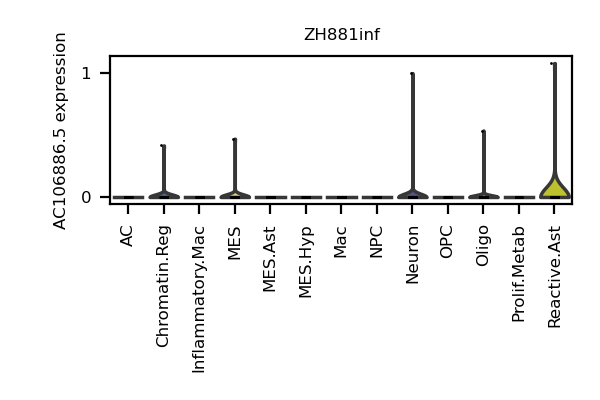 ZH881inf
AC106886.5 expression
1
0
AC
Chromatin.Reg
Inflammatory.Mac
MES
MES.Ast
MES.Hyp
Mac
NPC
Neuron
OPC
Oligo
Prolif.Metab
Reactive.Ast